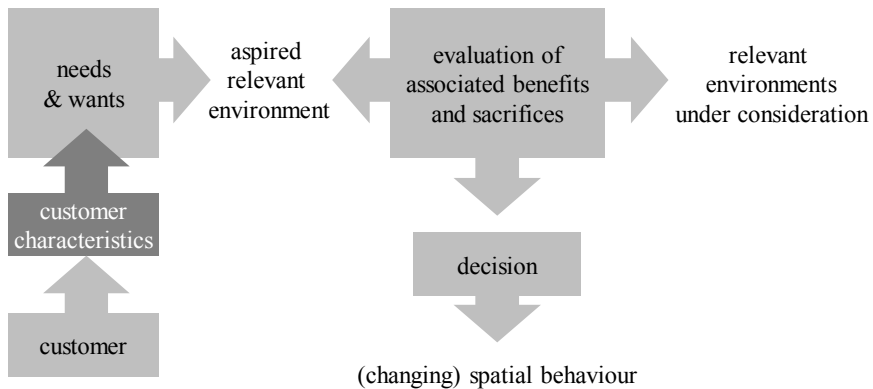 needs
& wants
aspired
relevant
environment
evaluation of
associated benefits
and sacrifices
relevant
environments
under consideration
customer
characteristics
decision
customer
(changing) spatial behaviour